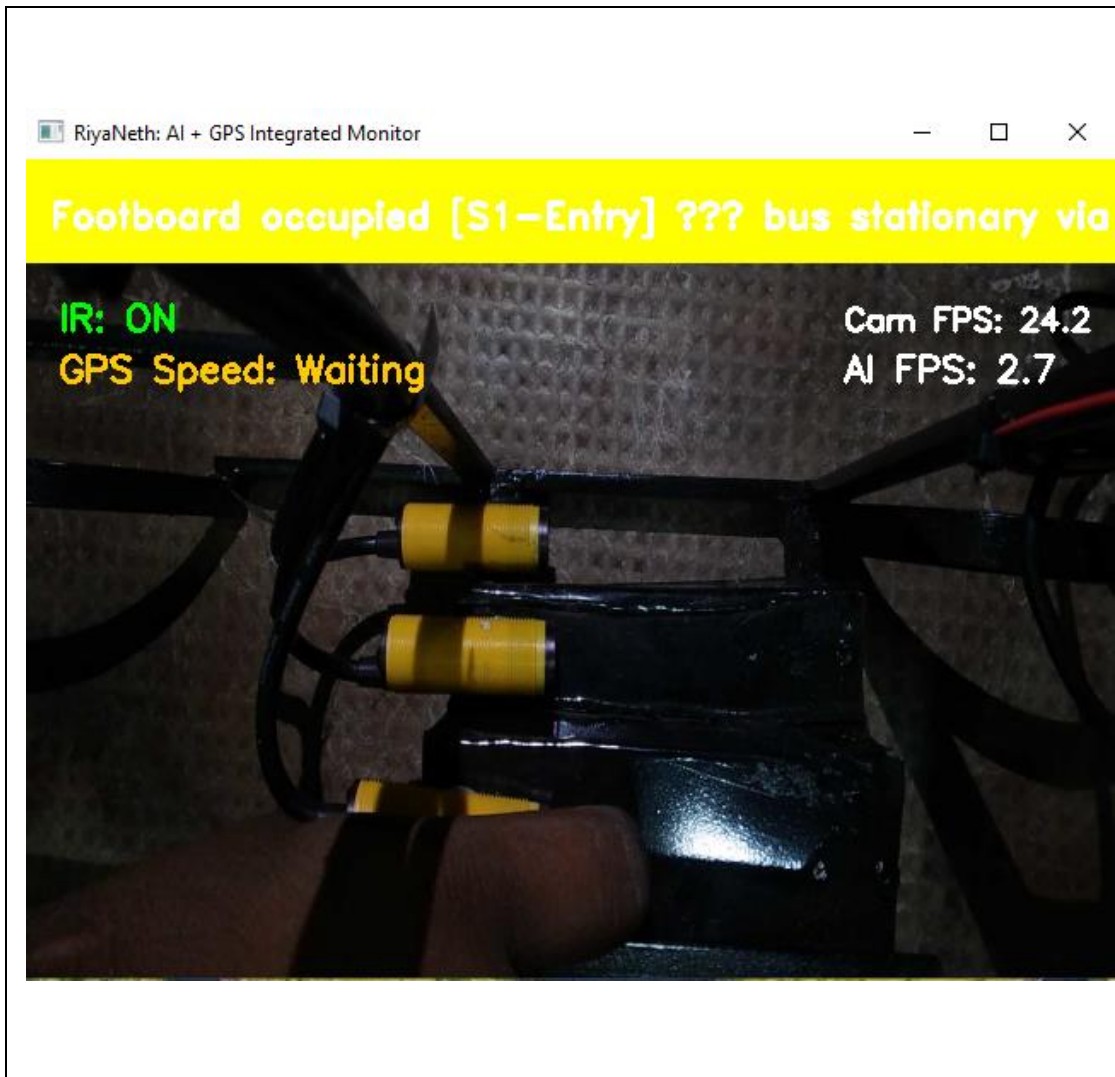 RiyaNeth: AI + GPS Integrated Monitor
Footboard occupied [S1-Entry] ??? bus stationary via
IR: ON
GPS Speed: Waiting
Cam FPS: 24.2
AI FPS: 2.7